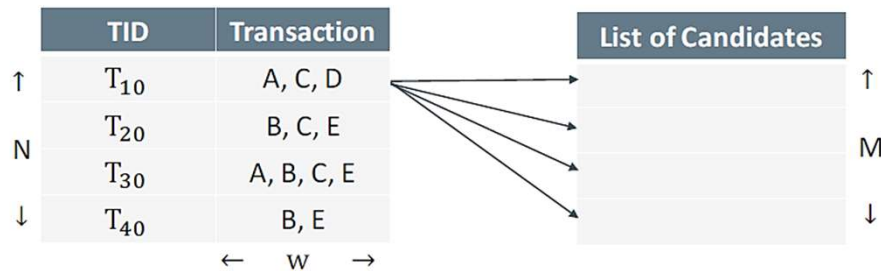 TID Transaction List of Candidates
↑ T₁₀ A, C, D ↑
T₂₀ B, C, E
N M
T₃₀ A, B, C, E
↓ T₄₀ B, E ↓
← w →